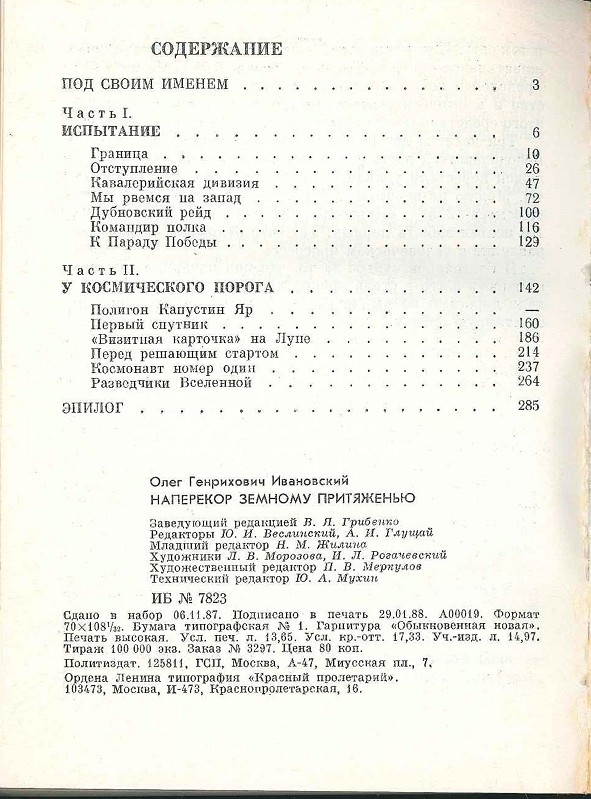 СОДЕРЖАНИЕ
ПОД СВОИМ ИМЕНЕМ . . . . . . . . . . . . . . . 3
Часть I.
ИСПЫТАНИЕ . . . . . . . . . . . . . . . . . . 6
Граница . . . . . . . . . . . . . . . . . 10
Отступление . . . . . . . . . . . . . . . 26
Кавалерийская дивизия . . . . . . . . . . . . 47
Мы рвемся на запад . . . . . . . . . . . . . 72
Дубновский рейд . . . . . . . . . . . . . . 100
Командир полка . . . . . . . . . . . . . . 116
К Параду Победы . . . . . . . . . . . . . . 129
Часть II.
У КОСМИЧЕСКОГО ПОРОГА . . . . . . . . . . . . 142
Полигон Капустин Яр . . . . . . . . . . . . —
Первый спутник . . . . . . . . . . . . . . 160
«Визитная карточка» на Луне . . . . . . . . . 186
Перед решающим стартом . . . . . . . . . . . 214
Космонавт номер один . . . . . . . . . . . . 237
Разведчики Вселенной . . . . . . . . . . . . 264
ЭПИЛОГ . . . . . . . . . . . . . . . . . . . 285
Олег Генрихович Ивановский
НАПЕРЕКОР ЗЕМНОМУ ПРИТЯЖЕНЬЮ
Заведующий редакцией В. Я. Грибенко
Редакторы Ю. И. Веслинский, А. И. Глущай
Младший редактор Н. М. Жилина
Художники Л. В. Морозова, И. Л. Рогачевский
Художественный редактор П. В. Меркулов
Технический редактор Ю. А. Мухин
ИБ № 7823
Сдано в набор 06.11.87. Подписано в печать 29.01.88. А00019. Формат
70×108¹/₃₂. Бумага типографская № 1. Гарнитура «Обыкновенная новая».
Печать высокая. Усл. печ. л. 13,65. Усл. кр.-отт. 17,33. Уч.-изд. л. 14,97.
Тираж 100 000 экз. Заказ № 3297. Цена 80 коп.
Политиздат. 125811, ГСП, Москва, А-47, Миусская пл., 7.
Ордена Ленина типография «Красный пролетарий».
103473, Москва, И-473, Краснопролетарская, 16.